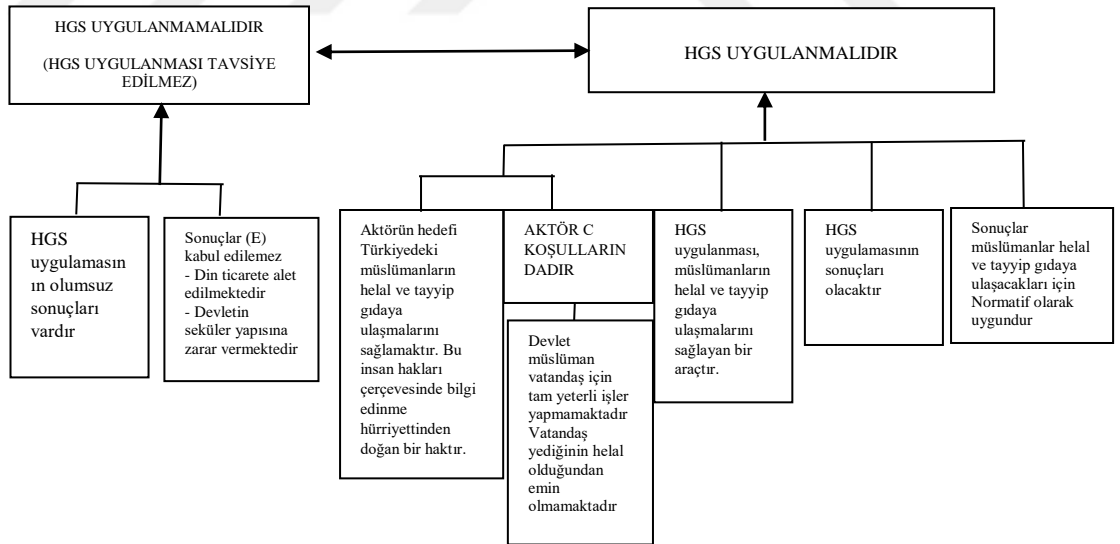 HGS UYGULANMAMALIDIR
(HGS UYGULANMASI TAVSİYE
EDİLMEZ)
HGS UYGULANMALIDIR
HGS
uygulamasın
ın olumsuz
sonuçları
vardır
Sonuçlar (E)
kabul edilemez
- Din ticarete alet
edilmektedir
- Devletin
seküler yapısına
zarar vermektedir
Aktörün hedefi
Türkiyedeki
müslümanların
helal ve tayyip
gıdaya
ulaşmalarını
sağlamaktır. Bu
insan hakları
çerçevesinde bilgi
edinme
hürriyettinden
doğan bir haktır.
AKTÖR C
KOŞULLARIN
DADIR
Devlet
müslüman
vatandaş için
tam yeterli işler
yapmamaktadır
Vatandaş
yediğinin helal
olduğundan
emin
olmamaktadır
HGS
uygulanması,
müslümanların
helal ve tayyip
gıdaya
ulaşmalarını
sağlayan bir
araçtır.
HGS
uygulamasının
sonuçları
olacaktır
Sonuçlar
müslümanlar helal
ve tayyip gıdaya
ulaşacakları için
Normatif olarak
uygundur